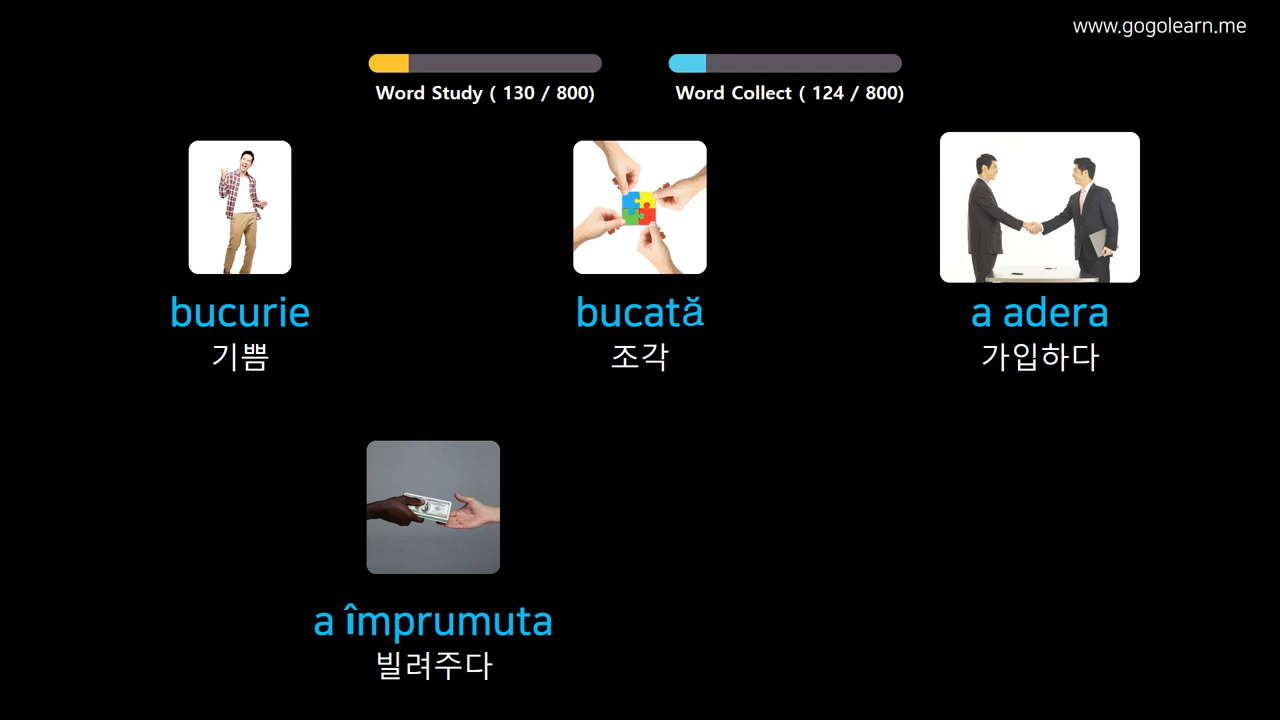 www.gogolearn.me
Word Study ( 130 / 800)
Word Collect ( 124 / 800)
bucurie
기쁨
bucată
조각
a adera
가입하다
a împrumuta
빌려주다